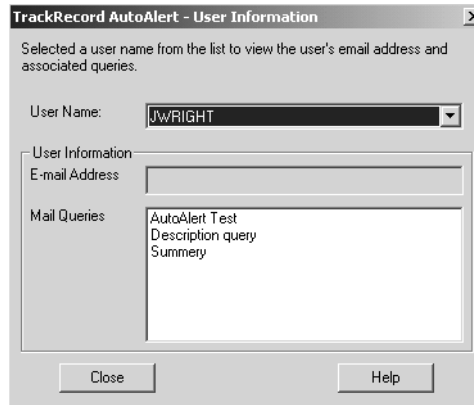 TrackRecord AutoAlert - User Information
Selected a user name from the list to view the user's email address and
associated queries.
User Name:
JWRIGHT
User Information
E-mail Address
Mail Queries
AutoAlert Test
Description query
Summery
Close
Help